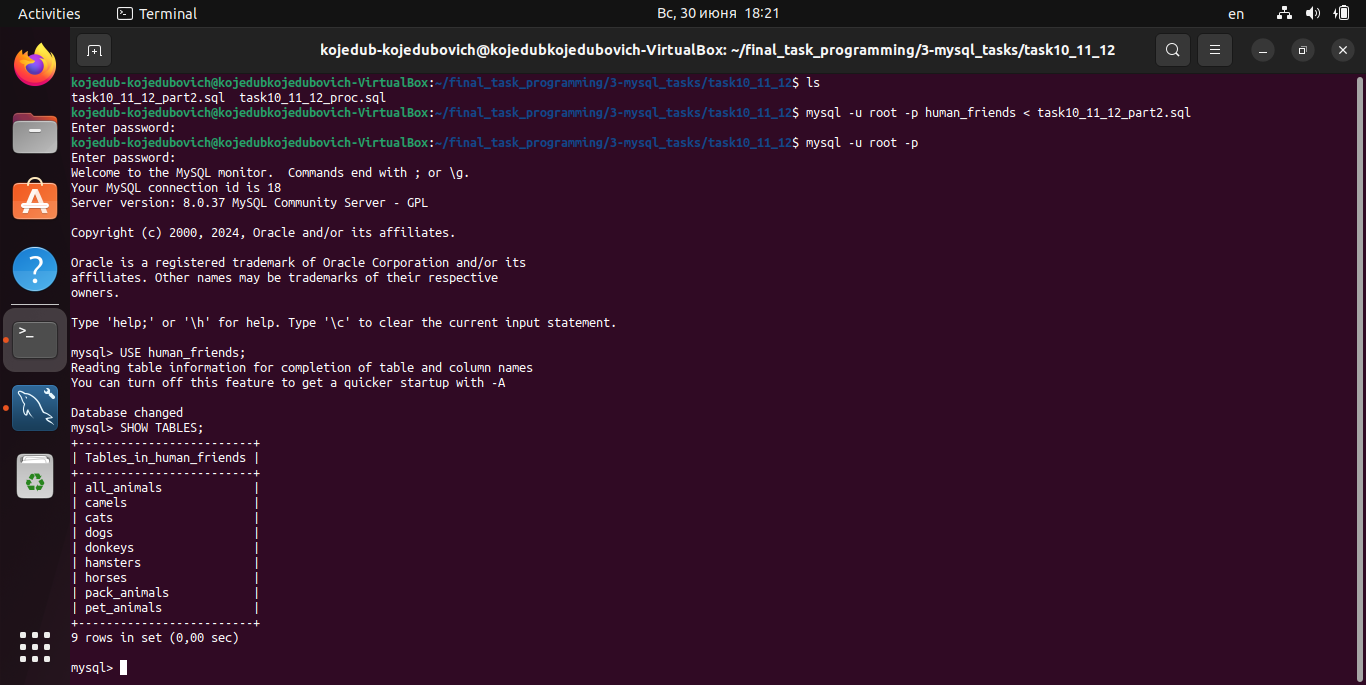 Activities Terminal Вс, 30 июня 18:21 en
kojedub-kojedubovich@kojedubkojedubovich-VirtualBox: ~/final_task_programming/3-mysql_tasks/task10_11_12
kojedub-kojedubovich@kojedubkojedubovich-VirtualBox:~/final_task_programming/3-mysql_tasks/task10_11_12$ ls
task10_11_12_part2.sql  task10_11_12_proc.sql
kojedub-kojedubovich@kojedubkojedubovich-VirtualBox:~/final_task_programming/3-mysql_tasks/task10_11_12$ mysql -u root -p human_friends < task10_11_12_part2.sql
Enter password:
kojedub-kojedubovich@kojedubkojedubovich-VirtualBox:~/final_task_programming/3-mysql_tasks/task10_11_12$ mysql -u root -p
Enter password:
Welcome to the MySQL monitor.  Commands end with ; or \g.
Your MySQL connection id is 18
Server version: 8.0.37 MySQL Community Server - GPL
Copyright (c) 2000, 2024, Oracle and/or its affiliates.
Oracle is a registered trademark of Oracle Corporation and/or its
affiliates. Other names may be trademarks of their respective
owners.
Type 'help;' or '\h' for help. Type '\c' to clear the current input statement.
mysql> USE human_friends;
Reading table information for completion of table and column names
You can turn off this feature to get a quicker startup with -A
Database changed
mysql> SHOW TABLES;
+-------------------------+
| Tables_in_human_friends |
+-------------------------+
| all_animals             |
| camels                  |
| cats                    |
| dogs                    |
| donkeys                 |
| hamsters                |
| horses                  |
| pack_animals            |
| pet_animals             |
+-------------------------+
9 rows in set (0,00 sec)
mysql>